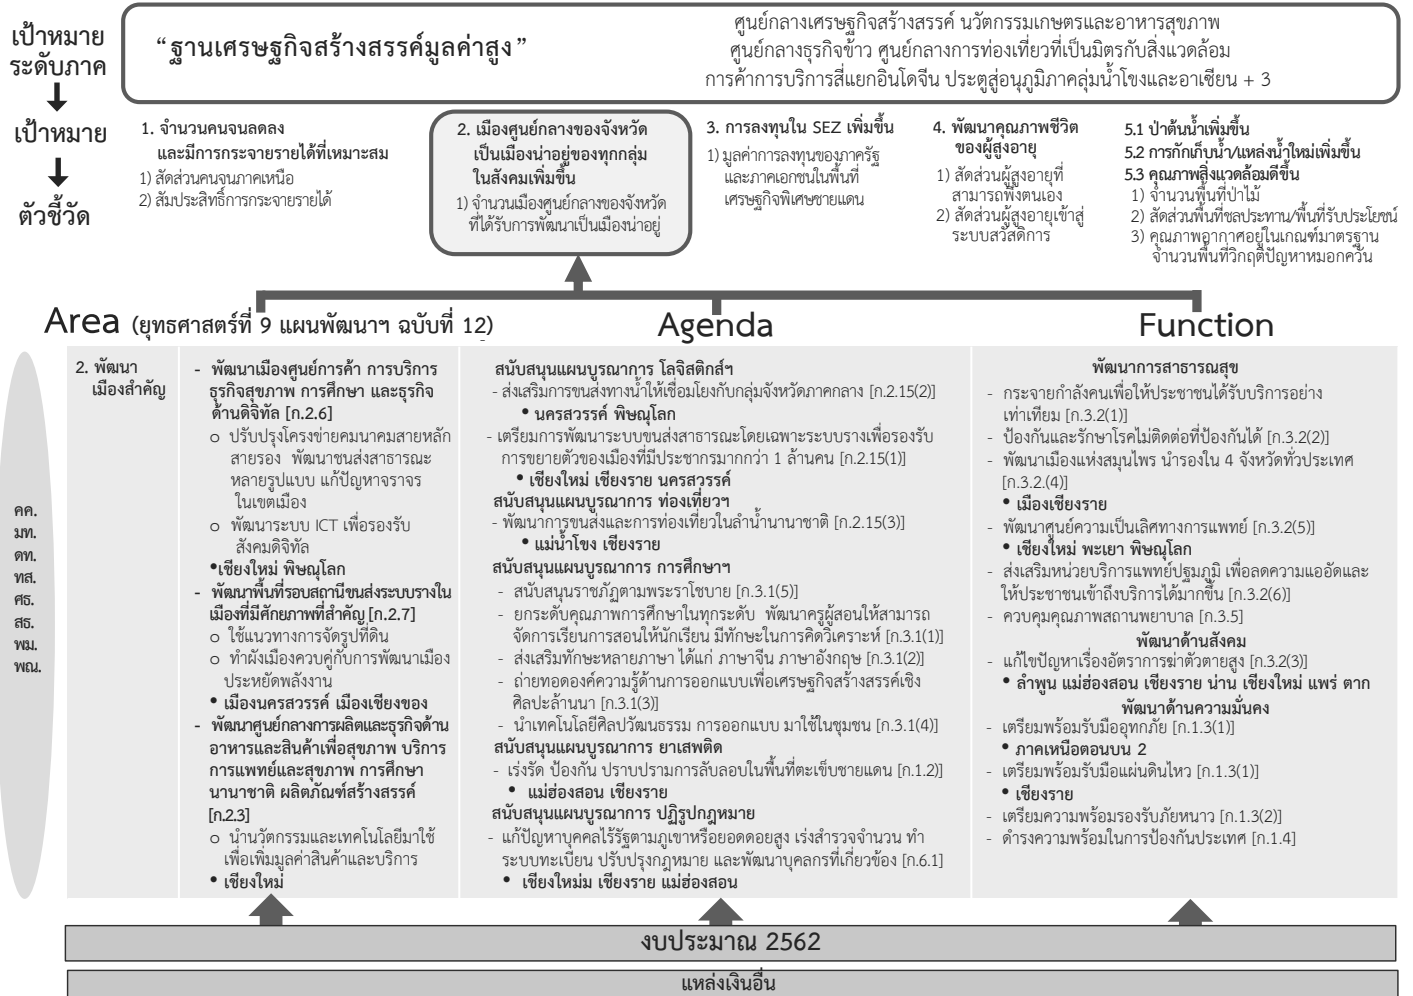 เป้าหมาย
ระดับภาค
เป้าหมาย
ตัวชี้วัด
“ฐานเศรษฐกิจสร้างสรรค์มูลค่าสูง”
ศูนย์กลางเศรษฐกิจสร้างสรรค์ นวัตกรรมเกษตรและอาหารสุขภาพ
ศูนย์กลางธุรกิจข้าว ศูนย์กลางการท่องเที่ยวที่เป็นมิตรกับสิ่งแวดล้อม
การค้าการบริการสี่แยกอินโดจีน ประตูสู่อนุภูมิภาคลุ่มน้ำโขงและอาเซียน + 3
1. จำนวนคนจนลดลง
และมีการกระจายรายได้ที่เหมาะสม
1) สัดส่วนคนจนภาคเหนือ
2) สัมประสิทธิ์การกระจายรายได้
2. เมืองศูนย์กลางของจังหวัด
เป็นเมืองน่าอยู่ของทุกกลุ่ม
ในสังคมเพิ่มขึ้น
1) จำนวนเมืองศูนย์กลางของจังหวัด
ที่ได้รับการพัฒนาเป็นเมืองน่าอยู่
3. การลงทุนใน SEZ เพิ่มขึ้น
1) มูลค่าการลงทุนของภาครัฐ
และภาคเอกชนในพื้นที่
เศรษฐกิจพิเศษชายแดน
4. พัฒนาคุณภาพชีวิต
ของผู้สูงอายุ
1) สัดส่วนผู้สูงอายุที่
สามารถพึ่งตนเอง
2) สัดส่วนผู้สูงอายุเข้าสู่
ระบบสวัสดิการ
5.1 ป่าต้นน้ำเพิ่มขึ้น
5.2 การกักเก็บน้ำ/แหล่งน้ำใหม่เพิ่มขึ้น
5.3 คุณภาพสิ่งแวดล้อมดีขึ้น
1) จำนวนพื้นที่ป่าไม้
2) สัดส่วนพื้นที่ชลประทาน/พื้นที่รับประโยชน์
3) คุณภาพอากาศอยู่ในเกณฑ์มาตรฐาน
จำนวนพื้นที่วิกฤติปัญหาหมอกควัน
Area (ยุทธศาสตร์ที่ 9 แผนพัฒนาฯ ฉบับที่ 12)
Agenda
Function
คค.
มท.
ดท.
ทส.
ศธ.
สธ.
พม.
พณ.
2. พัฒนา
เมืองสำคัญ
- พัฒนาเมืองศูนย์การค้า การบริการ
ธุรกิจสุขภาพ การศึกษา และธุรกิจ
ด้านดิจิทัล [ก.2.6]
o ปรับปรุงโครงข่ายคมนาคมสายหลัก
สายรอง พัฒนาขนส่งสาธารณะ
หลายรูปแบบ แก้ปัญหาจราจร
ในเขตเมือง
o พัฒนาระบบ ICT เพื่อรองรับ
สังคมดิจิทัล
•เชียงใหม่ พิษณุโลก
- พัฒนาพื้นที่รอบสถานีขนส่งระบบรางใน
เมืองที่มีศักยภาพที่สำคัญ [ก.2.7]
o ใช้แนวทางการจัดรูปที่ดิน
o ทำผังเมืองควบคู่กับการพัฒนาเมือง
ประหยัดพลังงาน
• เมืองนครสวรรค์ เมืองเชียงของ
- พัฒนาศูนย์กลางการผลิตและธุรกิจด้าน
อาหารและสินค้าเพื่อสุขภาพ บริการ
การแพทย์และสุขภาพ การศึกษา
นานาชาติ ผลิตภัณฑ์สร้างสรรค์
[ก.2.3]
o นำนวัตกรรมและเทคโนโลยีมาใช้
เพื่อเพิ่มมูลค่าสินค้าและบริการ
• เชียงใหม่
สนับสนุนแผนบูรณาการ โลจิสติกส์ฯ
- ส่งเสริมการขนส่งทางน้ำให้เชื่อมโยงกับกลุ่มจังหวัดภาคกลาง [ก.2.15(2)]
• นครสวรรค์ พิษณุโลก
- เตรียมการพัฒนาระบบขนส่งสาธารณะโดยเฉพาะระบบรางเพื่อรองรับ
การขยายตัวของเมืองที่มีประชากรมากกว่า 1 ล้านคน [ก.2.15(1)]
• เชียงใหม่ เชียงราย นครสวรรค์
สนับสนุนแผนบูรณาการ ท่องเที่ยวฯ
- พัฒนาการขนส่งและการท่องเที่ยวในลำน้ำนานาชาติ [ก.2.15(3)]
• แม่น้ำโขง เชียงราย
สนับสนุนแผนบูรณาการ การศึกษาฯ
- สนับสนุนราชภัฏตามพระราโชบาย [ก.3.1(5)]
- ยกระดับคุณภาพการศึกษาในทุกระดับ พัฒนาครูผู้สอนให้สามารถ
จัดการเรียนการสอนให้นักเรียน มีทักษะในการคิดวิเคราะห์ [ก.3.1(1)]
- ส่งเสริมทักษะหลายภาษา ได้แก่ ภาษาจีน ภาษาอังกฤษ [ก.3.1(2)]
- ถ่ายทอดองค์ความรู้ด้านการออกแบบเพื่อเศรษฐกิจสร้างสรรค์เชิง
ศิลปะล้านนา [ก.3.1(3)]
- นำเทคโนโลยีศิลปวัฒนธรรม การออกแบบ มาใช้ในชุมชน [ก.3.1(4)]
สนับสนุนแผนบูรณาการ ยาเสพติด
- เร่งรัด ป้องกัน ปราบปรามการลับลอบในพื้นที่ตะเข็บชายแดน [ก.1.2)]
• แม่ฮ่องสอน เชียงราย
สนับสนุนแผนบูรณาการ ปฏิรูปกฎหมาย
- แก้ปัญหาบุคคลไร้รัฐตามภูเขาหรือยอดดอยสูง เร่งสำรวจจำนวน ทำ
ระบบทะเบียน ปรับปรุงกฎหมาย และพัฒนาบุคลกรที่เกี่ยวข้อง [ก.6.1]
• เชียงใหม่ม เชียงราย แม่ฮ่องสอน
พัฒนาการสาธารณสุข
- กระจายกำลังคนเพื่อให้ประชาชนได้รับบริการอย่าง
เท่าเทียม [ก.3.2(1)]
- ป้องกันและรักษาโรคไม่ติดต่อที่ป้องกันได้ [ก.3.2(2)]
- พัฒนาเมืองแห่งสมุนไพร นำร่องใน 4 จังหวัดทั่วประเทศ
[ก.3.2.(4)]
• เมืองเชียงราย
- พัฒนาศูนย์ความเป็นเลิศทางการแพทย์ [ก.3.2(5)]
• เชียงใหม่ พะเยา พิษณุโลก
- ส่งเสริมหน่วยบริการแพทย์ปฐมภูมิ เพื่อลดความแออัดและ
ให้ประชาชนเข้าถึงบริการได้มากขึ้น [ก.3.2(6)]
- ควบคุมคุณภาพสถานพยาบาล [ก.3.5]
พัฒนาด้านสังคม
- แก้ไขปัญหาเรื่องอัตราการฆ่าตัวตายสูง [ก.3.2(3)]
• ลำพูน แม่ฮ่องสอน เชียงราย น่าน เชียงใหม่ แพร่ ตาก
พัฒนาด้านความมั่นคง
- เตรียมพร้อมรับมืออุทกภัย [ก.1.3(1)]
• ภาคเหนือตอนบน 2
- เตรียมพร้อมรับมือแผ่นดินไหว [ก.1.3(1)]
• เชียงราย
- เตรียมความพร้อมรองรับภัยหนาว [ก.1.3(2)]
- ดำรงความพร้อมในการป้องกันประเทศ [ก.1.4]
งบประมาณ 2562
แหล่งเงินอื่น